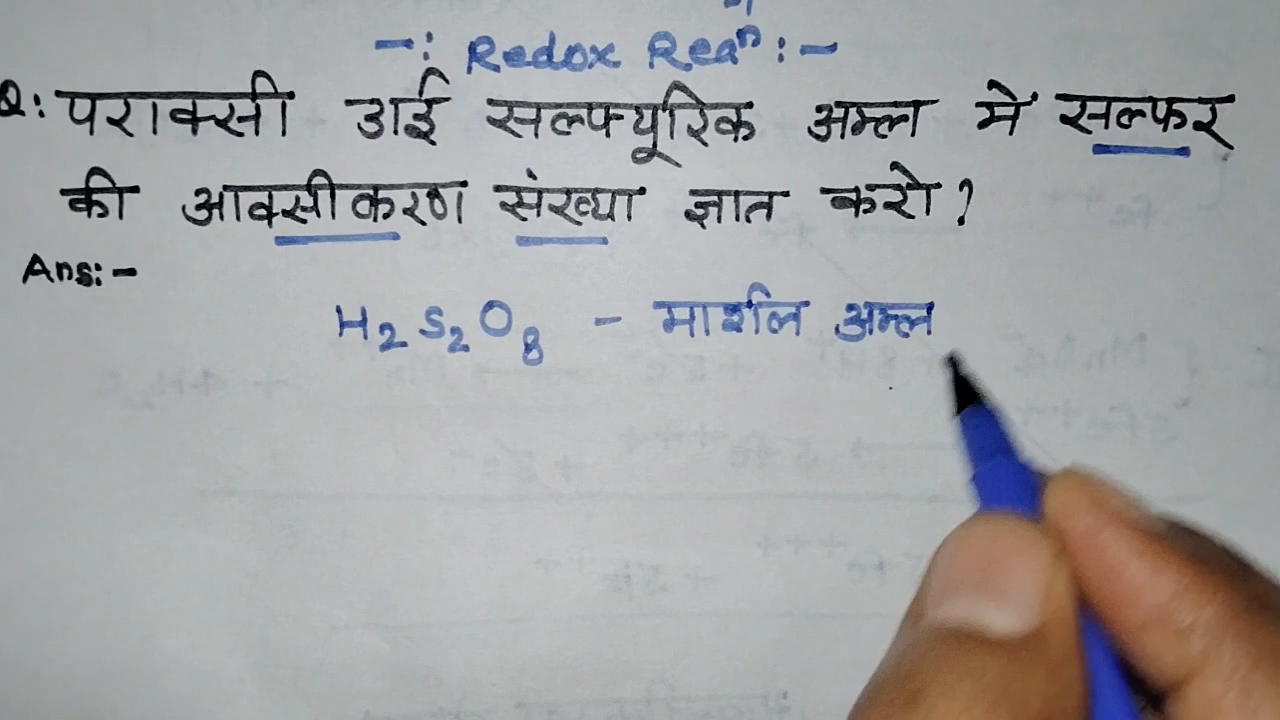 -: Redox Reaⁿ :-
Q: पराक्सी डाई सल्फ्यूरिक अम्ल में सल्फर
की आक्सीकरण संख्या ज्ञात करो?
Ans:-
H₂S₂O₈ - मार्शल अम्ल